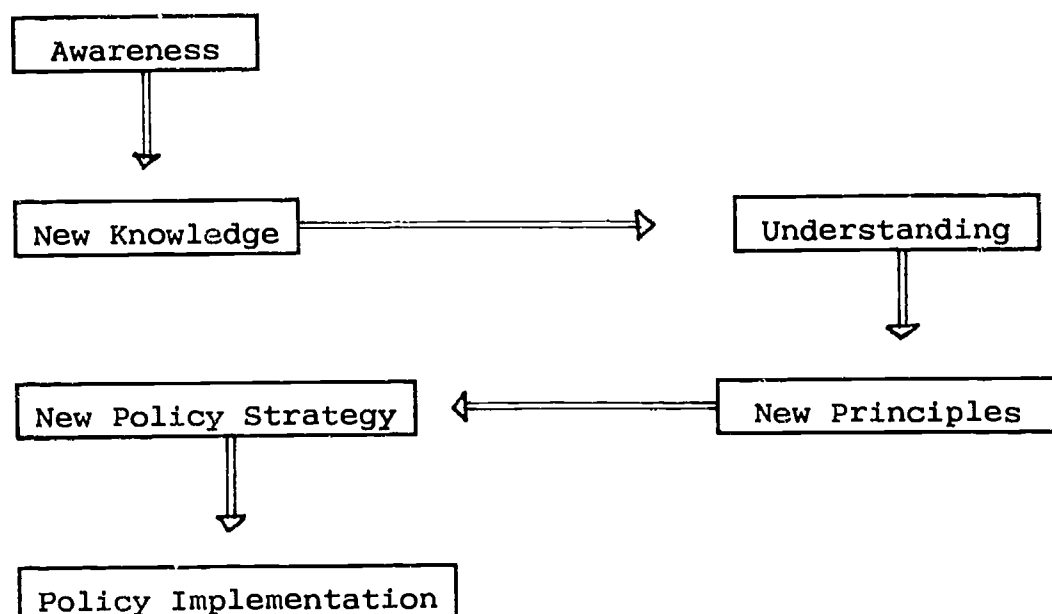 Awareness
New Knowledge
Understanding
New Policy Strategy
New Principles
Policy Implementation